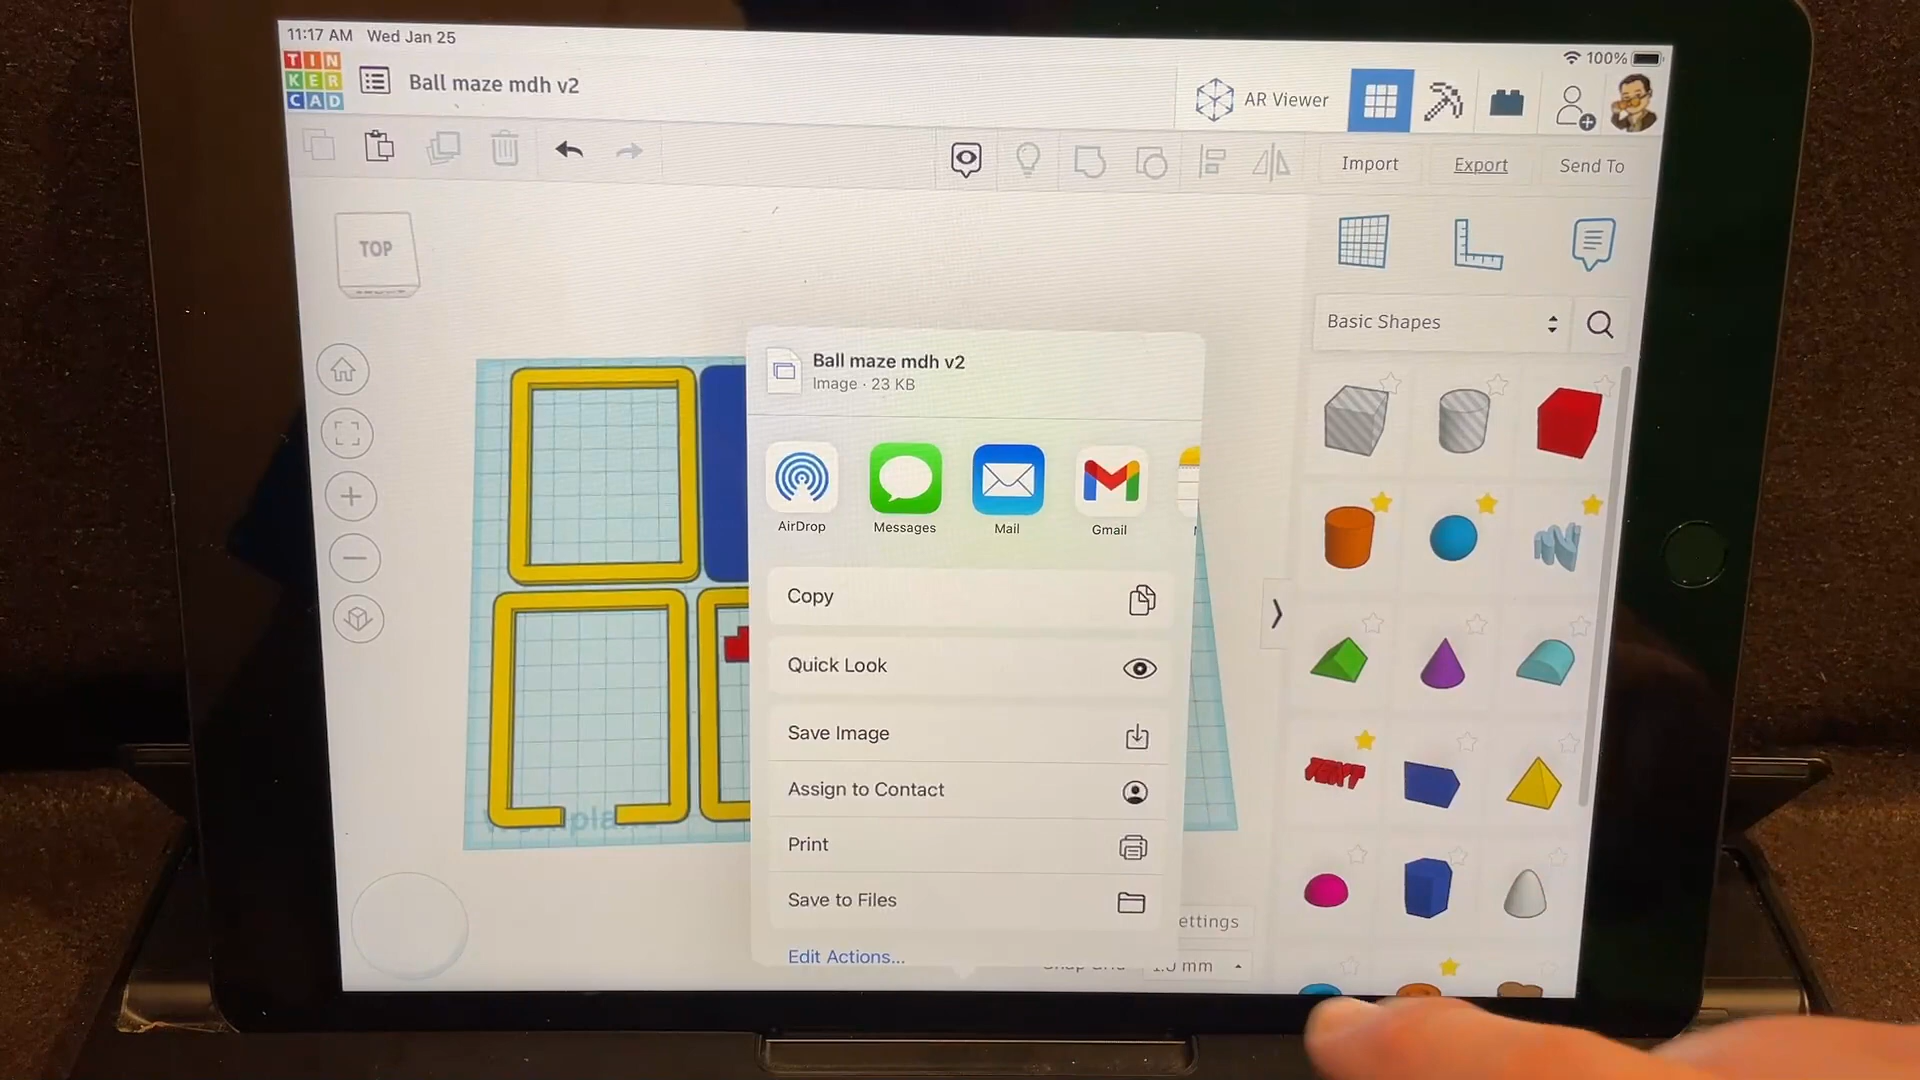 11:17 AM Wed Jan 25
100%
TIN
KER
CAD
Ball maze mdh v2
AR Viewer
Import
Export
Send To
TOP
Basic Shapes
Ball maze mdh v2
Image · 23 KB
AirDrop
Messages
Mail
Gmail
Copy
Quick Look
Save Image
Assign to Contact
Print
Save to Files
Edit Actions...
TEXT
ettings
mm